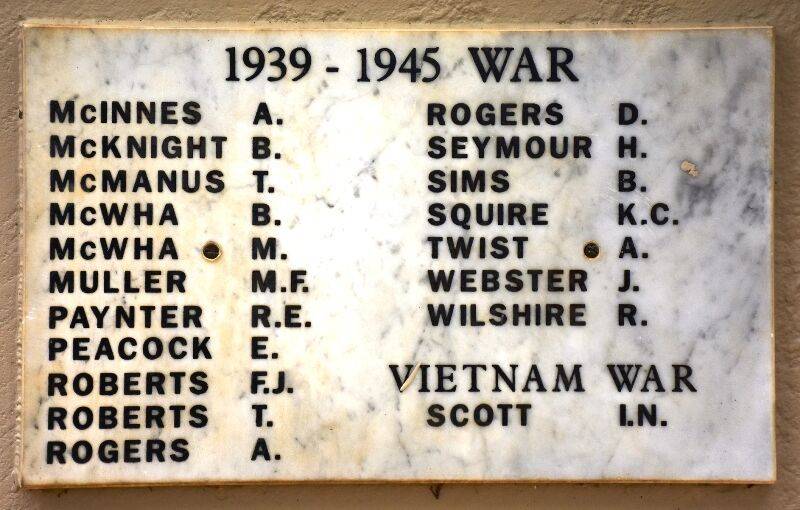 1939 - 1945 WAR
McINNES A.
McKNIGHT B.
McMANUS T.
McWHA B.
McWHA M.
MULLER M.F.
PAYNTER R.E.
PEACOCK E.
ROBERTS F.J.
ROBERTS T.
ROGERS A.
ROGERS D.
SEYMOUR H.
SIMS B.
SQUIRE K.C.
TWIST A.
WEBSTER J.
WILSHIRE R.
VIETNAM WAR
SCOTT I.N.